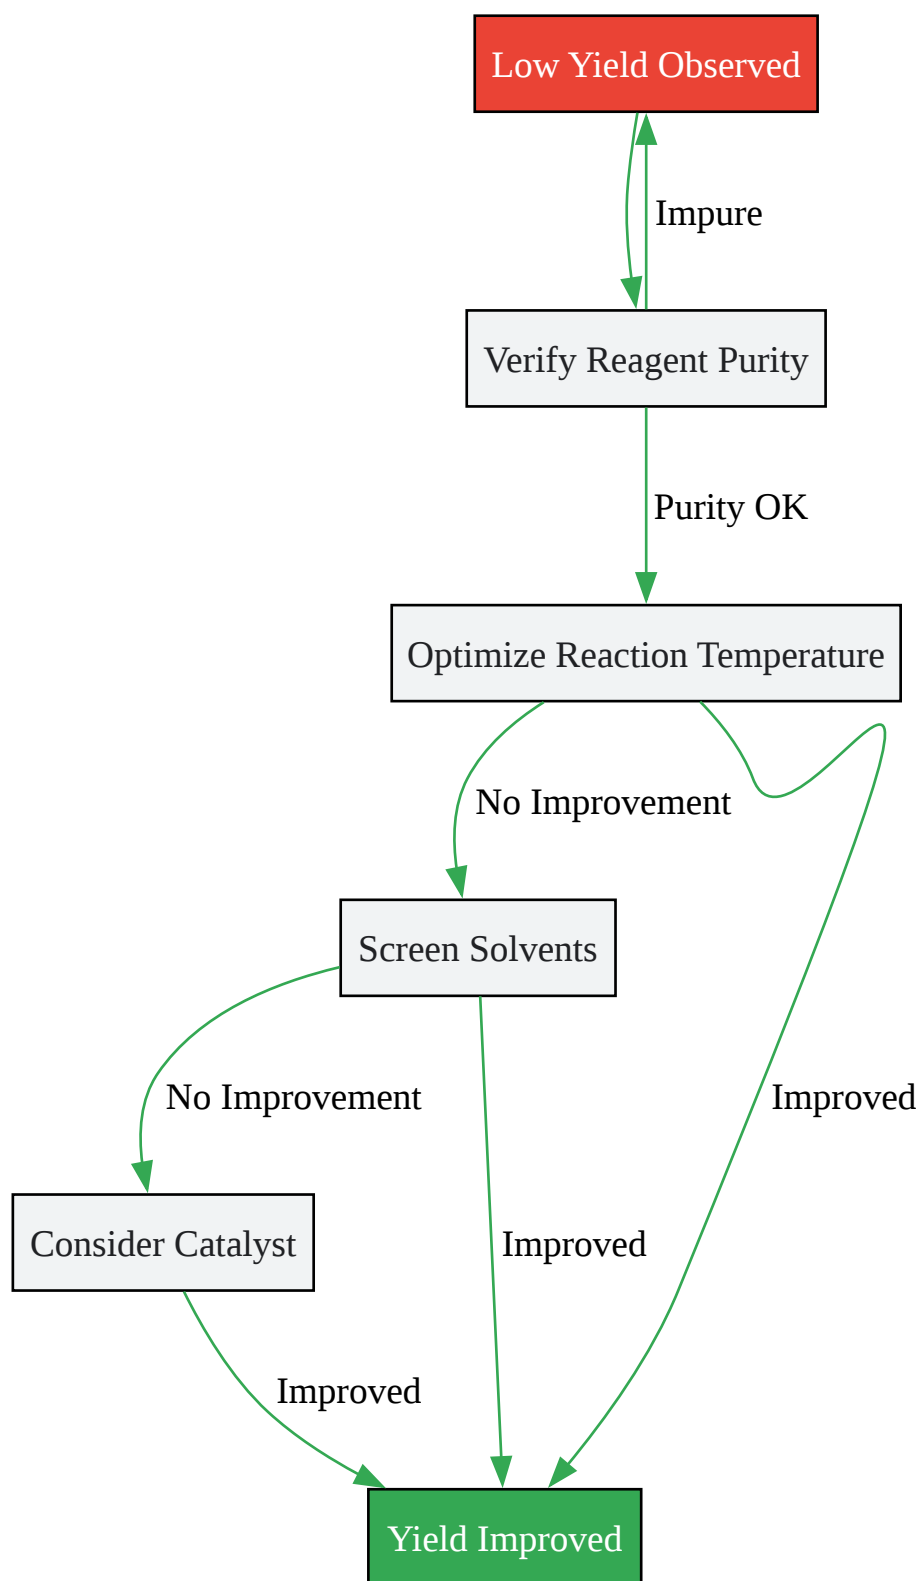 Low Yield Observed
Impure
Verify Reagent Purity
Purity OK
Optimize Reaction Temperature
No Improvement
Screen Solvents
No Improvement
Improved
Consider Catalyst
Improved
Improved
Yield Improved